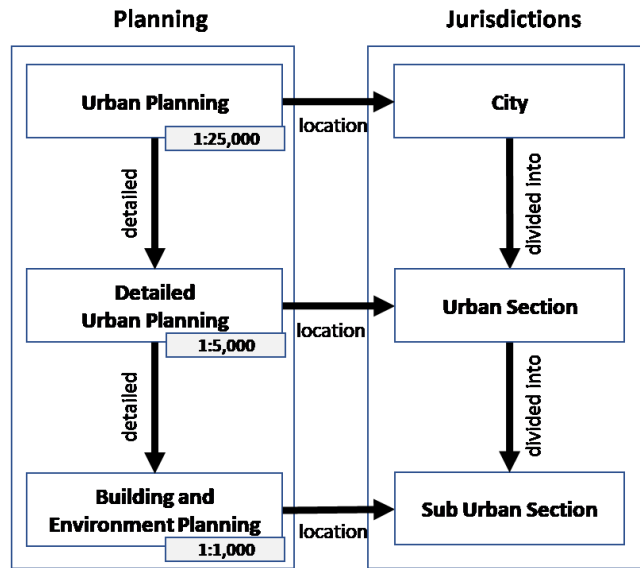 Planning
Jurisdictions
Urban Planning
1:25,000
location
City
detailed
divided into
Detailed
Urban Planning
1:5,000
location
Urban Section
detailed
divided into
Building and
Environment Planning
1:1,000
location
Sub Urban Section